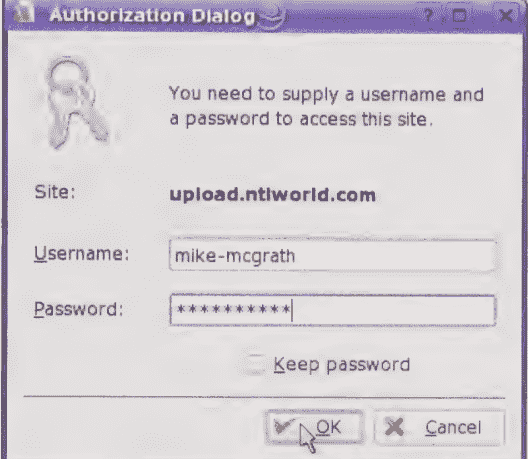 Authorization Dialog
You need to supply a username and
a password to access this site.
Site: upload.ntlworld.com
Username: mike-mcgrath
Password: **********
Keep password
OK Cancel